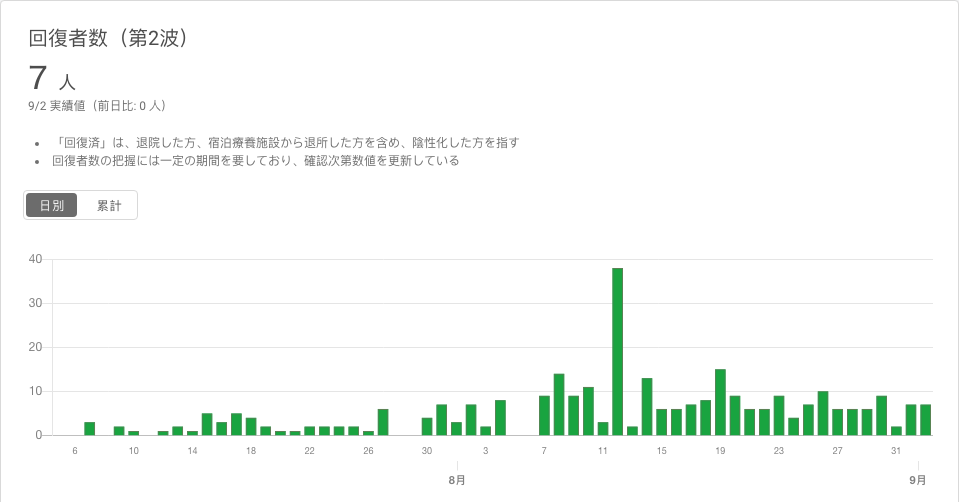 回復者数（第2波）
7 人
9/2 実績値（前日比: 0 人）
• 「回復済」は、退院した方、宿泊療養施設から退所した方を含め、陰性化した方を指す
• 回復者数の把握には一定の期間を要しており、確認次第数値を更新している
日別 累計
40
30
20
10
0
6 10 14 18 22 26 30 3 7 11 15 19 23 27 31
8月 9月